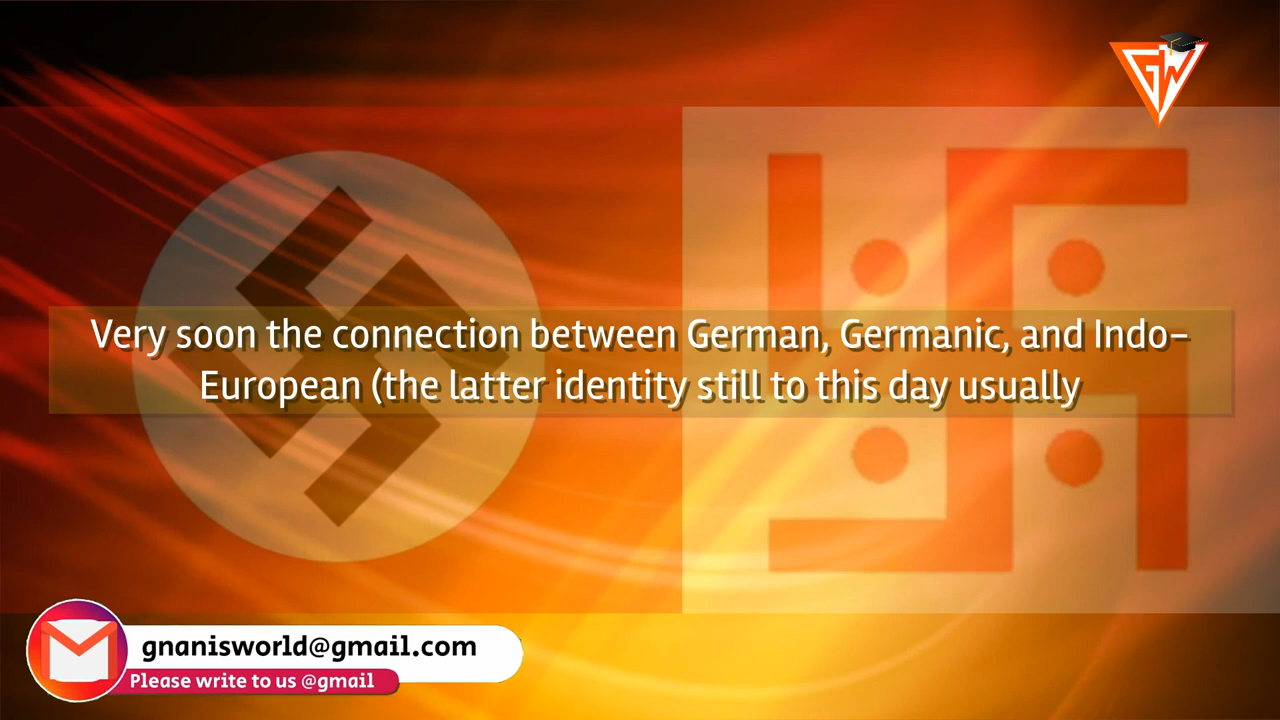 GW
Very soon the connection between German, Germanic, and Indo-
European (the latter identity still to this day usually
gnanisworld@gmail.com
Please write to us @gmail